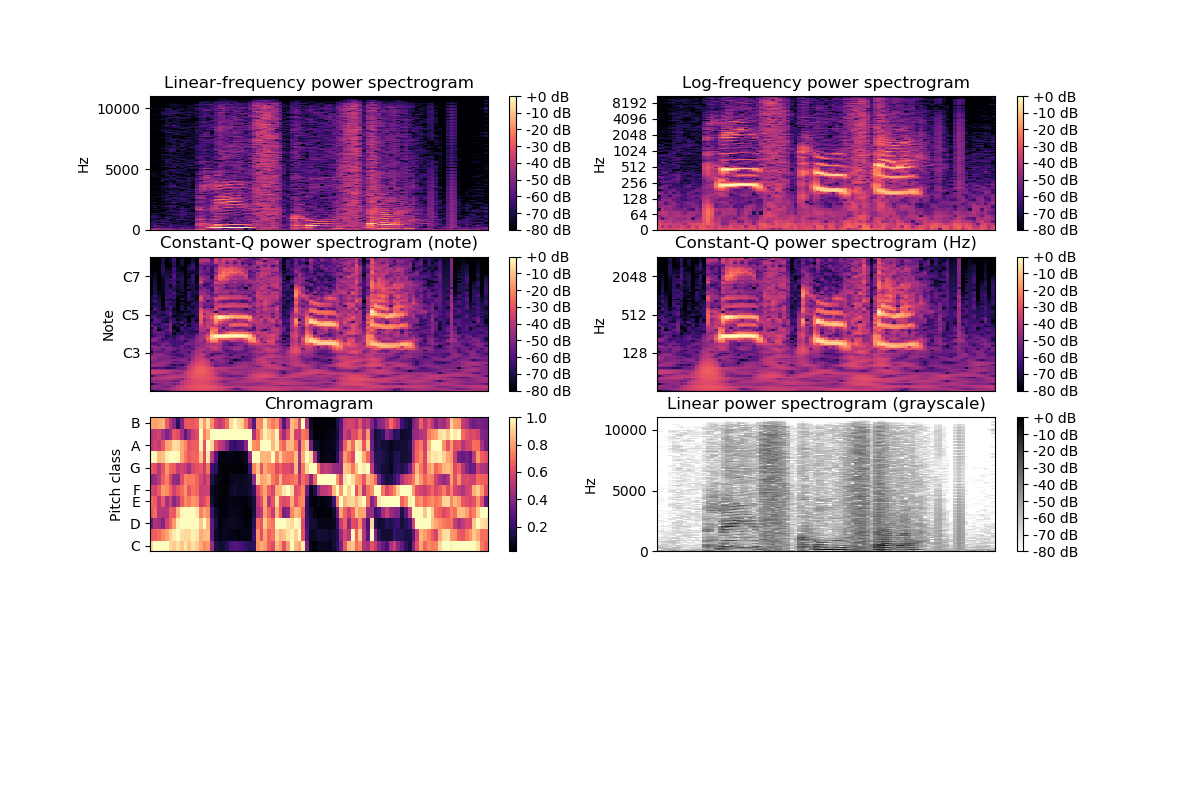 Linear-frequency power spectrogram
Hz
10000
5000
0
+0 dB
-10 dB
-20 dB
-30 dB
-40 dB
-50 dB
-60 dB
-70 dB
-80 dB
Log-frequency power spectrogram
Hz
8192
4096
2048
1024
512
256
128
64
0
+0 dB
-10 dB
-20 dB
-30 dB
-40 dB
-50 dB
-60 dB
-70 dB
-80 dB
Constant-Q power spectrogram (note)
Note
C7
C5
C3
+0 dB
-10 dB
-20 dB
-30 dB
-40 dB
-50 dB
-60 dB
-70 dB
-80 dB
Constant-Q power spectrogram (Hz)
Hz
2048
512
128
+0 dB
-10 dB
-20 dB
-30 dB
-40 dB
-50 dB
-60 dB
-70 dB
-80 dB
Chromagram
Pitch class
B
A
G
F
E
D
C
1.0
0.8
0.6
0.4
0.2
Linear power spectrogram (grayscale)
Hz
10000
5000
0
+0 dB
-10 dB
-20 dB
-30 dB
-40 dB
-50 dB
-60 dB
-70 dB
-80 dB